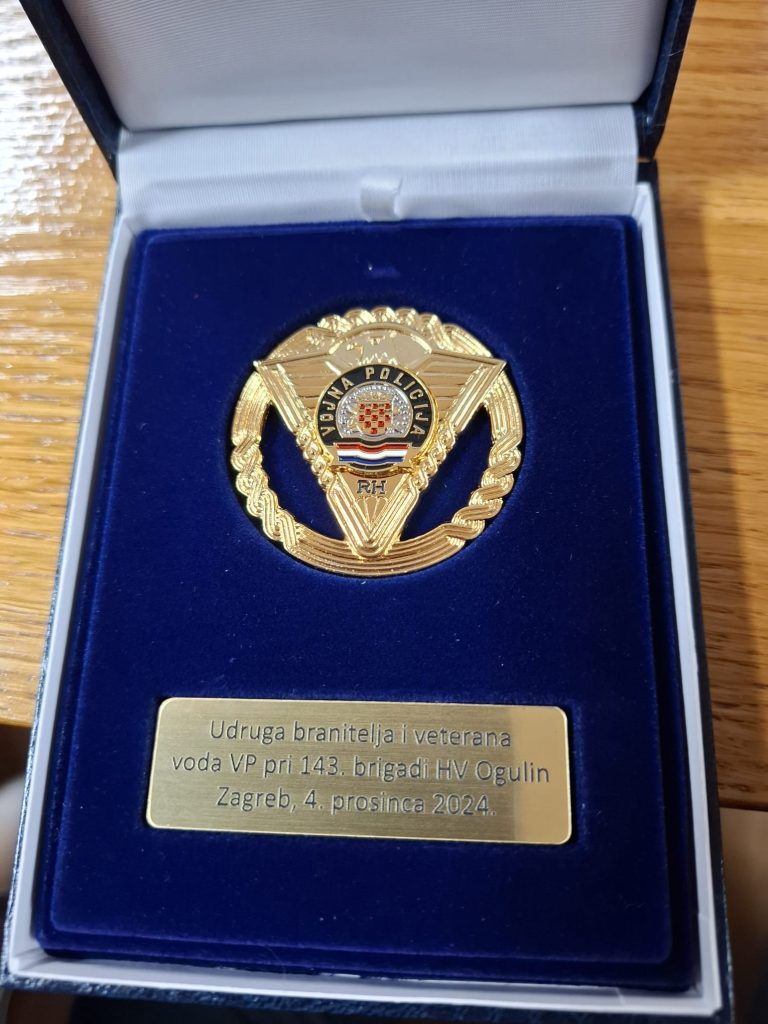 VOJNA POLICIJA
RH
Udruga branitelja i veterana
voda VP pri 143. brigadi HV Ogulin
Zagreb, 4. prosinca 2024.